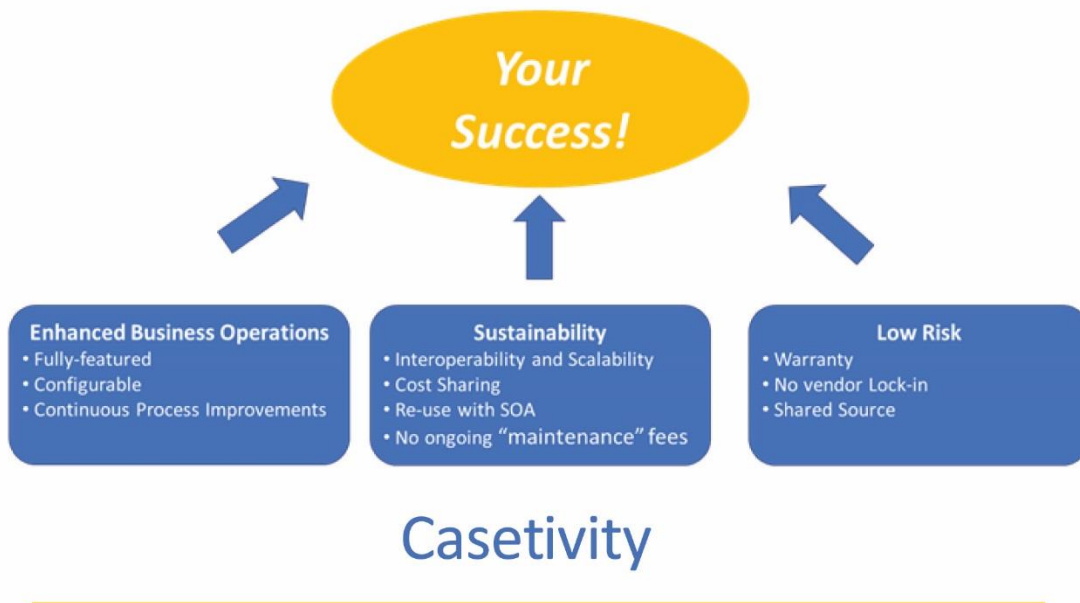 Your
Success!
Enhanced Business Operations
• Fully-featured
• Configurable
• Continuous Process Improvements
Sustainability
• Interoperability and Scalability
• Cost Sharing
• Re-use with SOA
• No ongoing “maintenance” fees
Low Risk
• Warranty
• No vendor Lock-in
• Shared Source
Casetivity